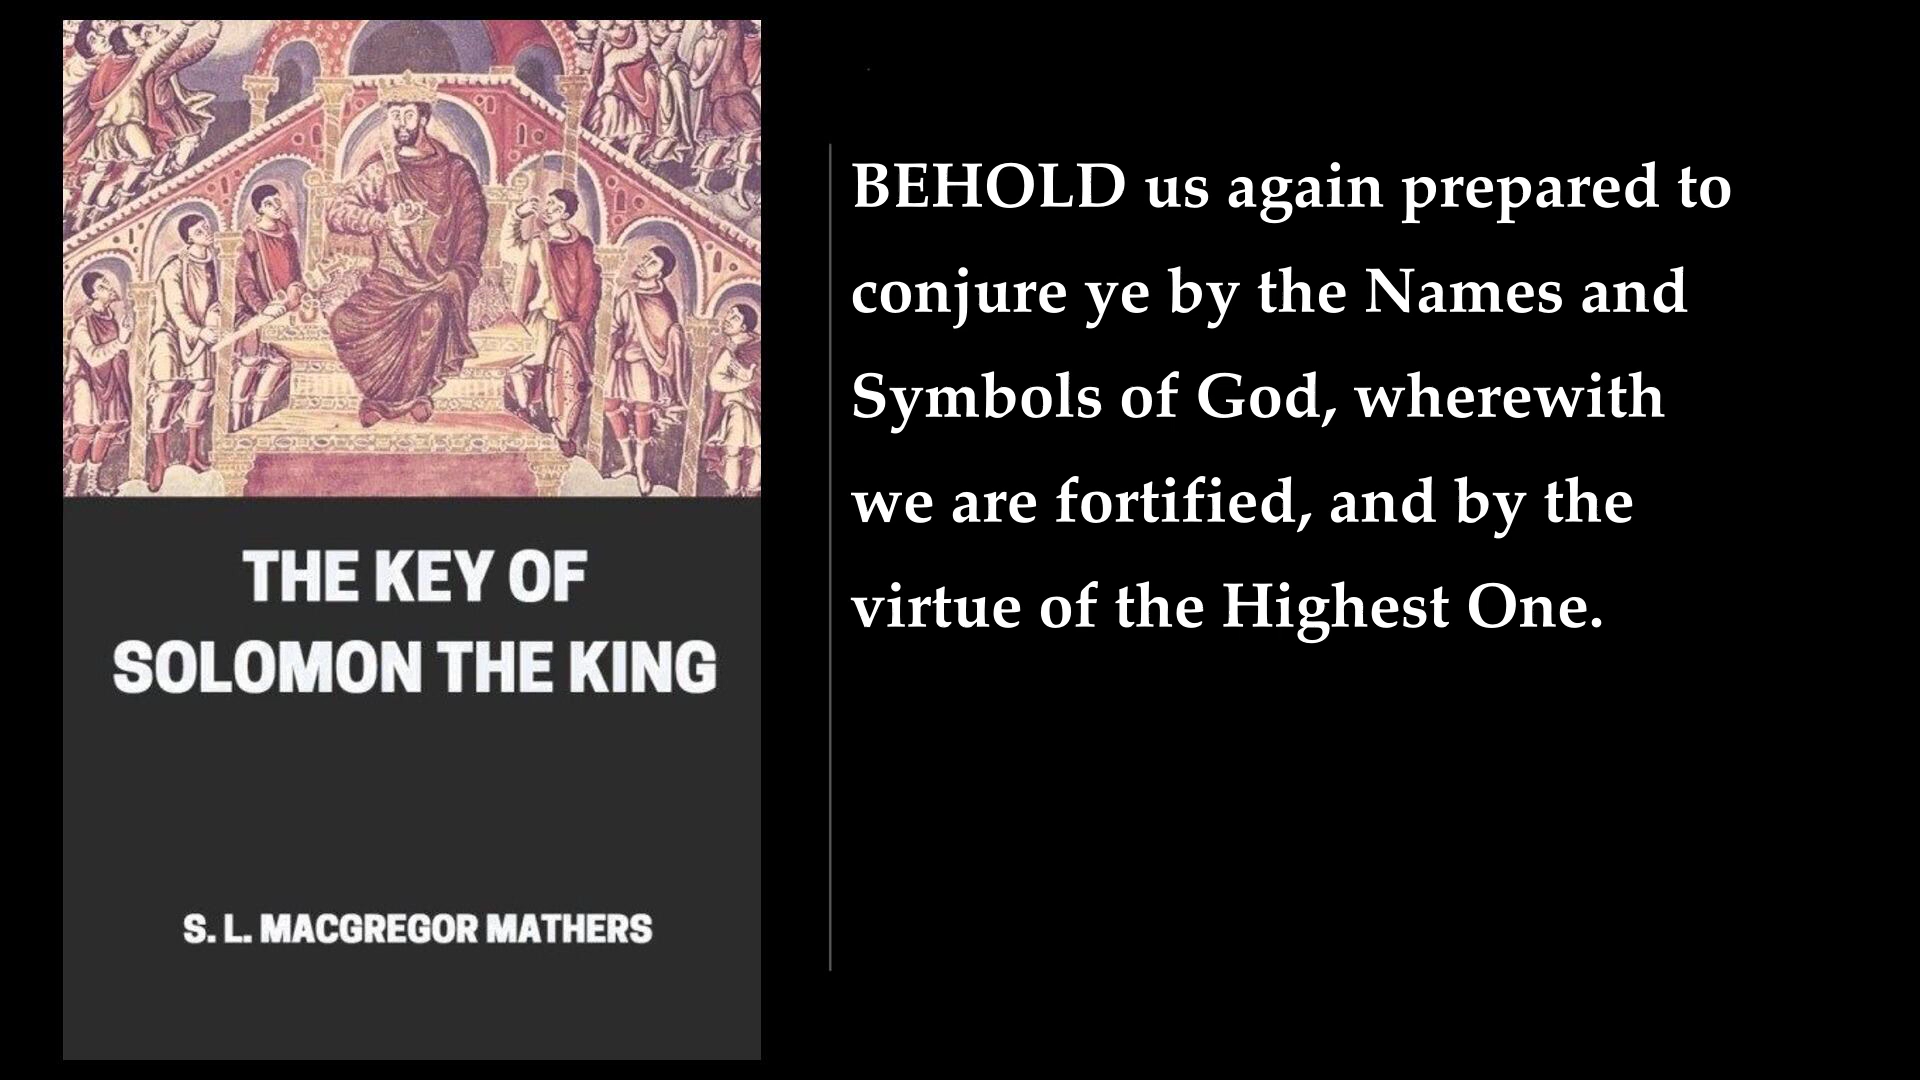 THE KEY OF
SOLOMON THE KING
S. L. MACGREGOR MATHERS
BEHOLD us again prepared to
conjure ye by the Names and
Symbols of God, wherewith
we are fortified, and by the
virtue of the Highest One.